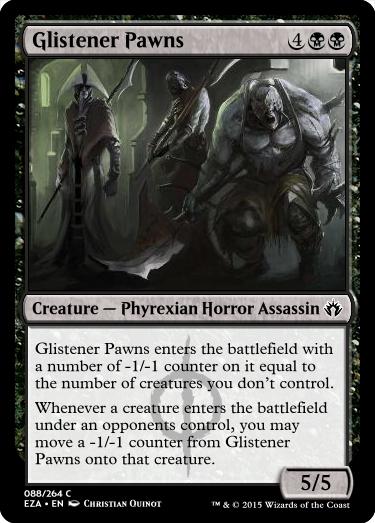 Glistener Pawns 4
Creature — Phyrexian Horror Assassin
Glistener Pawns enters the battlefield with
a number of -1/-1 counter on it equal to
the number of creatures you don't control.
Whenever a creature enters the battlefield
under an opponents control, you may
move a -1/-1 counter from Glistener
Pawns onto that creature.
5/5
088/264 C
EZA • EN Christian Quinot
™ & © 2015 Wizards of the Coast